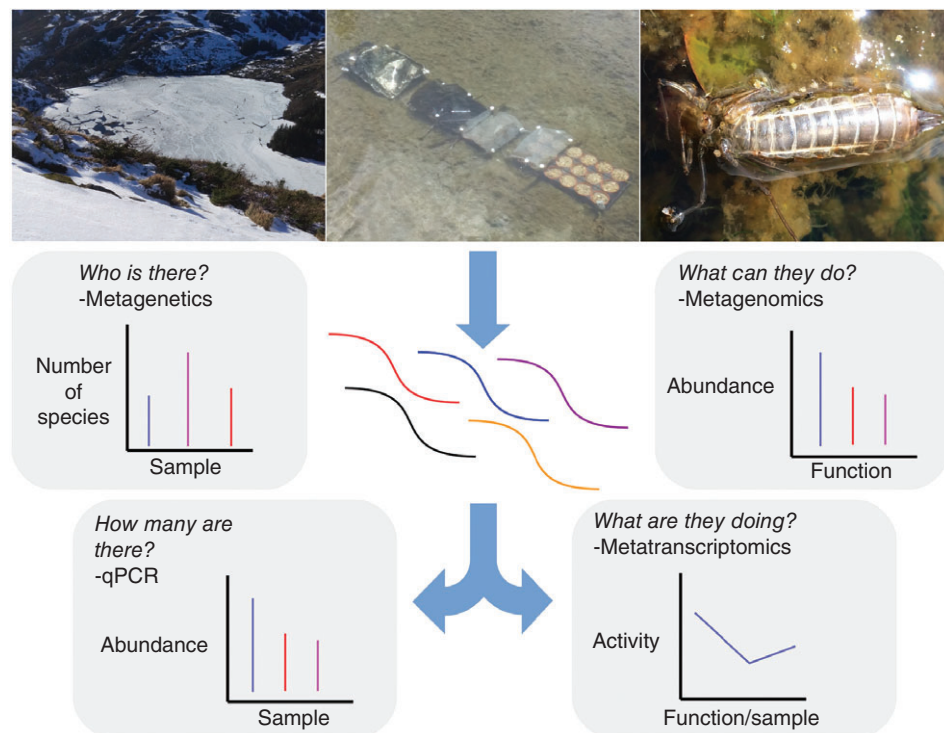 Who is there?
-Metagenetics
Number
of
species
Sample
What can they do?
-Metagenomics
Abundance
Function
How many are
there?
-qPCR
Abundance
Sample
What are they doing?
-Metatranscriptomics
Activity
Function/sample